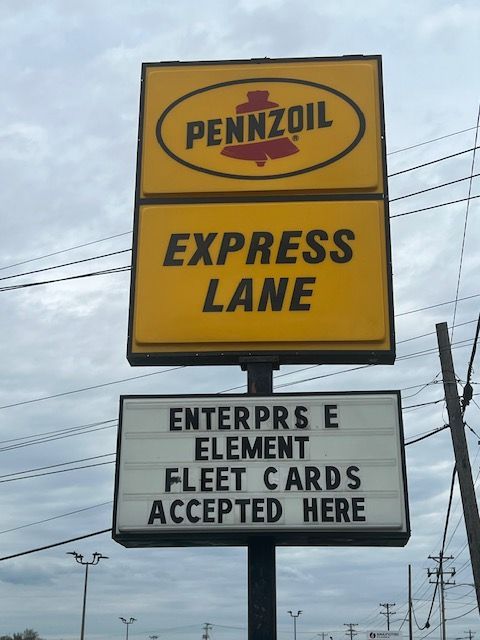 PENNZOIL®
EXPRESS
LANE
ENTERPRS E
ELEMENT
FLEET CARDS
ACCEPTED HERE